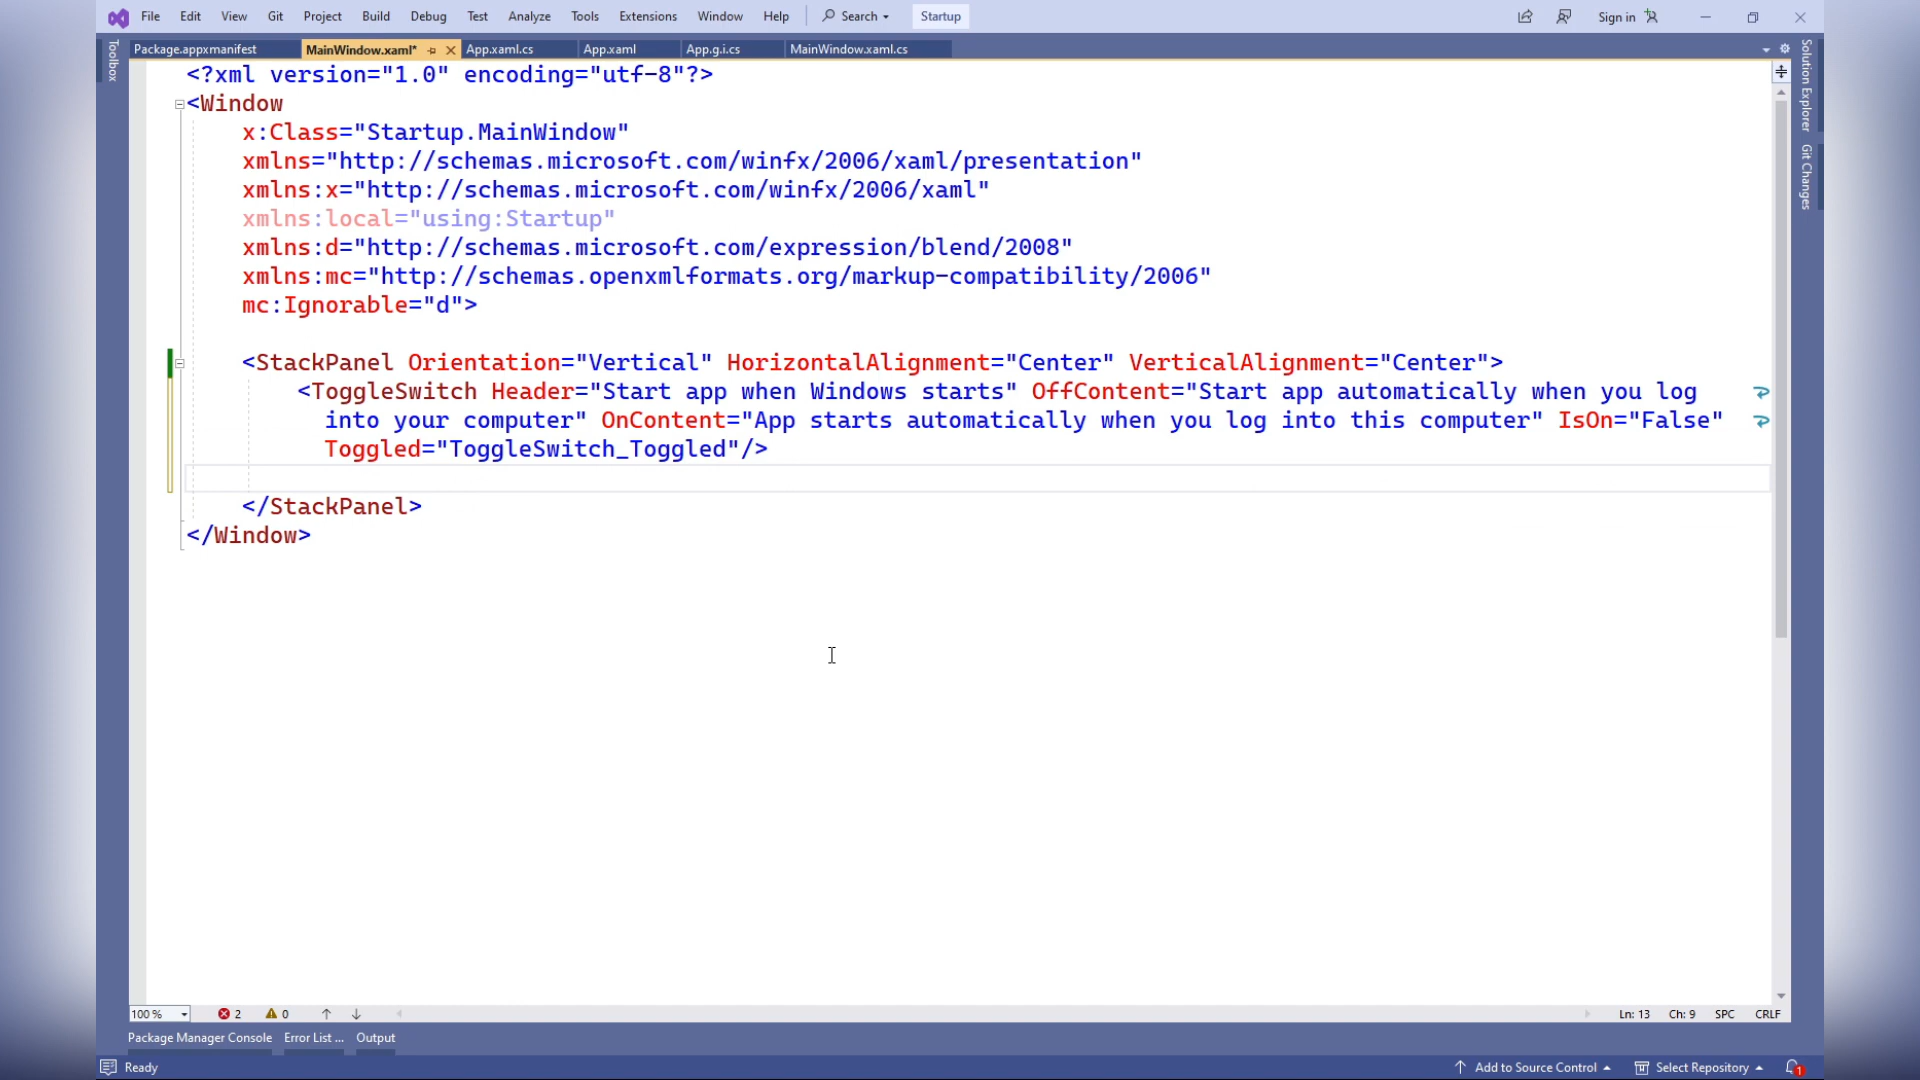 File Edit View Git Project Build Debug Test Analyze Tools Extensions Window Help Search Startup Sign in
Package.appxmanifest MainWindow.xaml* App.xaml.cs App.xaml App.g.i.cs MainWindow.xaml.cs
Toolbox
Solution Explorer
Git Changes
<?xml version="1.0" encoding="utf-8"?>
<Window
x:Class="Startup.MainWindow"
xmlns="http://schemas.microsoft.com/winfx/2006/xaml/presentation"
xmlns:x="http://schemas.microsoft.com/winfx/2006/xaml"
xmlns:local="using:Startup"
xmlns:d="http://schemas.microsoft.com/expression/blend/2008"
xmlns:mc="http://schemas.openxmlformats.org/markup-compatibility/2006"
mc:Ignorable="d">
<StackPanel Orientation="Vertical" HorizontalAlignment="Center" VerticalAlignment="Center">
<ToggleSwitch Header="Start app when Windows starts" OffContent="Start app automatically when you log
into your computer" OnContent="App starts automatically when you log into this computer" IsOn="False"
Toggled="ToggleSwitch_Toggled"/>
</StackPanel>
</Window>
100 % 2 0 Ln: 13 Ch: 9 SPC CRLF
Package Manager Console Error List ... Output
Ready Add to Source Control Select Repository 1